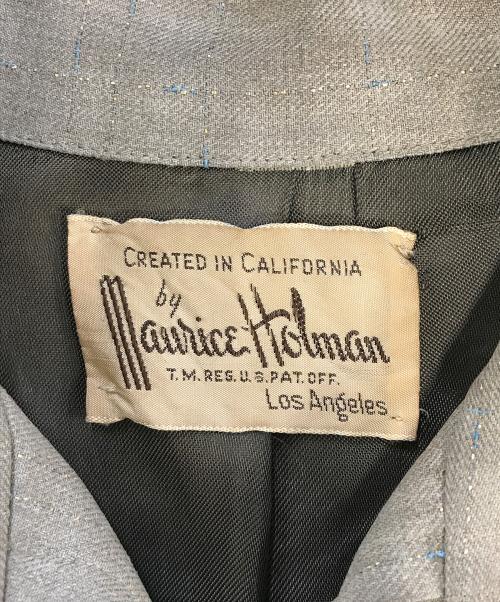 CREATED IN CALIFORNIA
by
Maurice Holman
T.M. REG. U.S. PAT. OFF.
Los Angeles